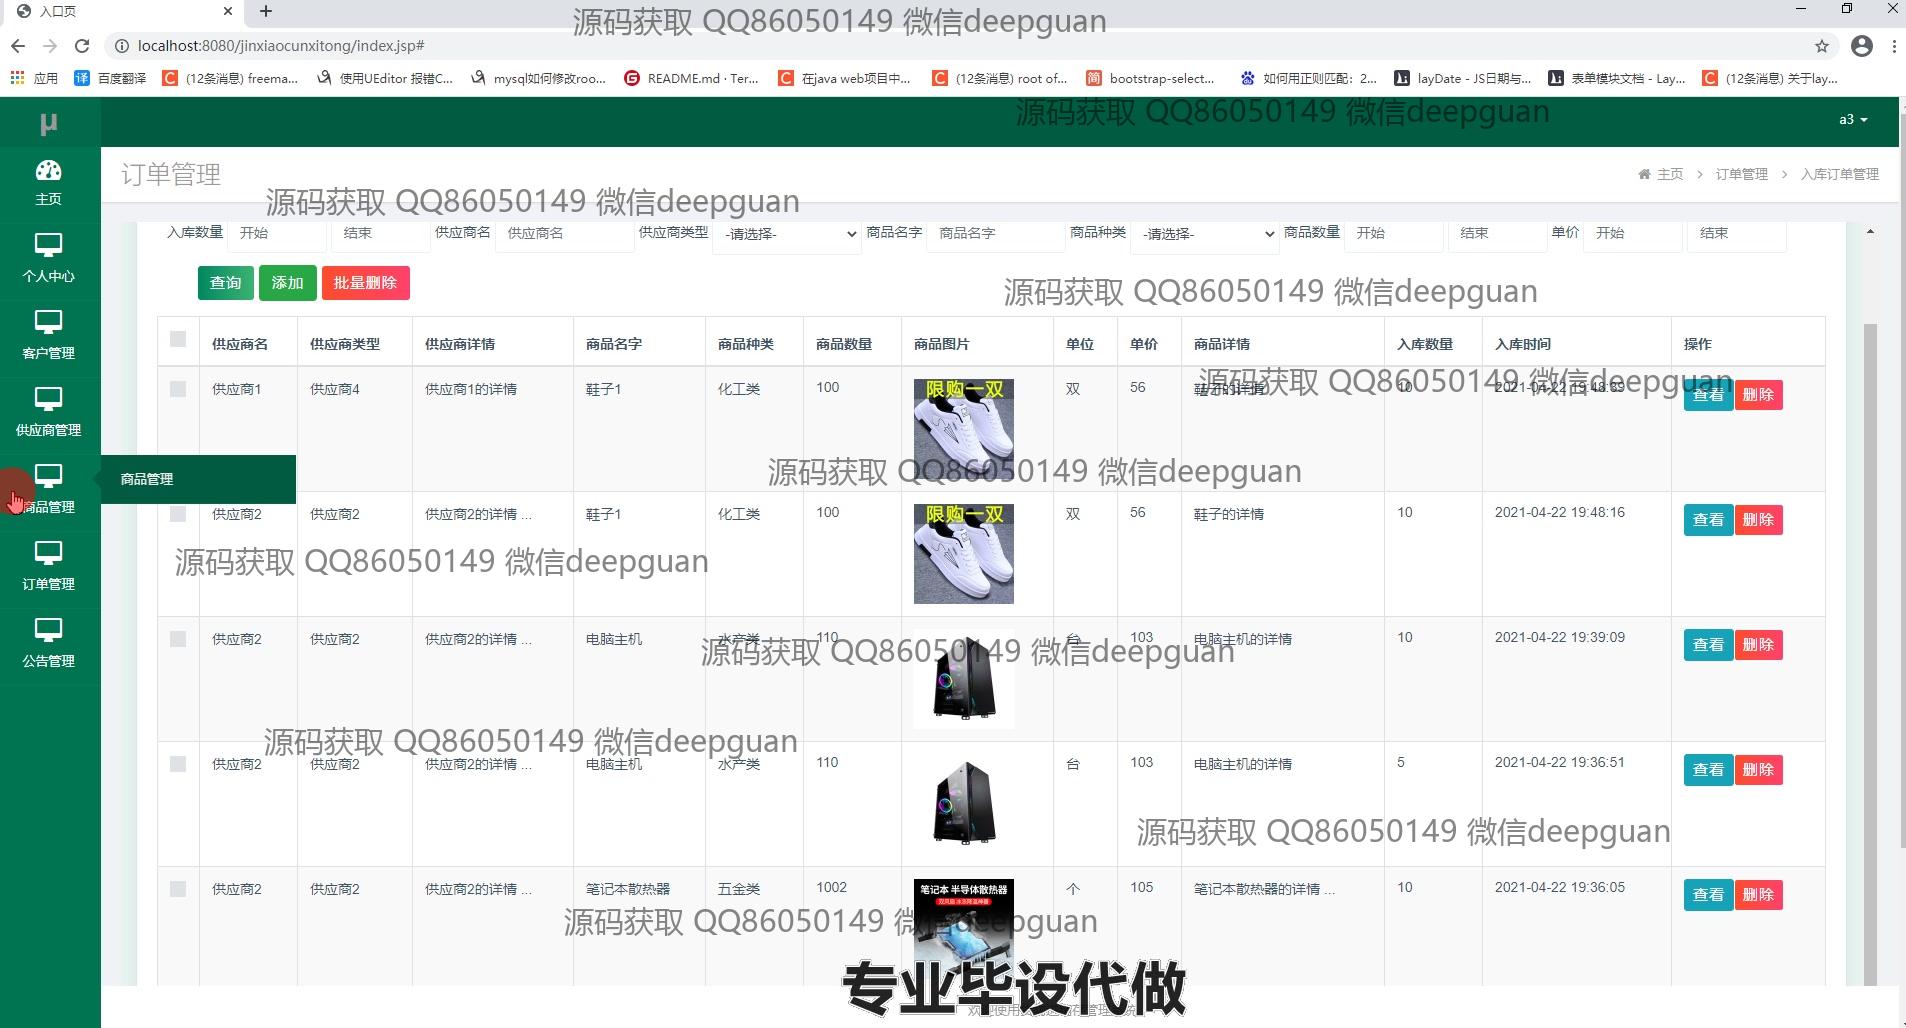 入口页
源码获取 QQ86050149 微信deepguan
localhost:8080/jinxiaocunxitong/index.jsp#
应用 百度翻译 (12条消息) freema... 使用UEditor 报错C... mysql如何修改roo... README.md · Ter... 在java web项目中... (12条消息) root of... bootstrap-select... 如何用正则匹配：2... layDate - JS日期与... 表单模块文档 - Lay... (12条消息) 关于lay...
源码获取 QQ86050149 微信deepguan
μ
a3
主页
订单管理
主页 > 订单管理 > 入库订单管理
源码获取 QQ86050149 微信deepguan
入库数量 开始 结束 供应商名 供应商名 供应商类型 -请选择- 商品名字 商品名字 商品种类 -请选择- 商品数量 开始 结束 单价 开始 结束
个人中心
查询 添加 批量删除
源码获取 QQ86050149 微信deepguan
客户管理
供应商名 供应商类型 供应商详情 商品名字 商品种类 商品数量 商品图片 单位 单价 商品详情 入库数量 入库时间 操作
源码获取 QQ86050149 微信deepguan
供应商1 供应商4 供应商1的详情 鞋子1 化工类 100 限购一双 双 56 鞋子的详情 10 2021-04-22 19:48:39 查看 删除
供应商管理
源码获取 QQ86050149 微信deepguan
商品管理
商品管理
供应商2 供应商2 供应商2的详情 ... 鞋子1 化工类 100 限购一双 双 56 鞋子的详情 10 2021-04-22 19:48:16 查看 删除
源码获取 QQ86050149 微信deepguan
订单管理
供应商2 供应商2 供应商2的详情 ... 电脑主机 水产类 110 台 103 电脑主机的详情 10 2021-04-22 19:39:09 查看 删除
源码获取 QQ86050149 微信deepguan
公告管理
源码获取 QQ86050149 微信deepguan
供应商2 供应商2 供应商2的详情 ... 电脑主机 水产类 110 台 103 电脑主机的详情 5 2021-04-22 19:36:51 查看 删除
源码获取 QQ86050149 微信deepguan
供应商2 供应商2 供应商2的详情 ... 笔记本散热器 五金类 1002 笔记本 半导体散热器 个 105 笔记本散热器的详情 ... 10 2021-04-22 19:36:05 查看 删除
源码获取 QQ86050149 微信deepguan
专业毕设代做